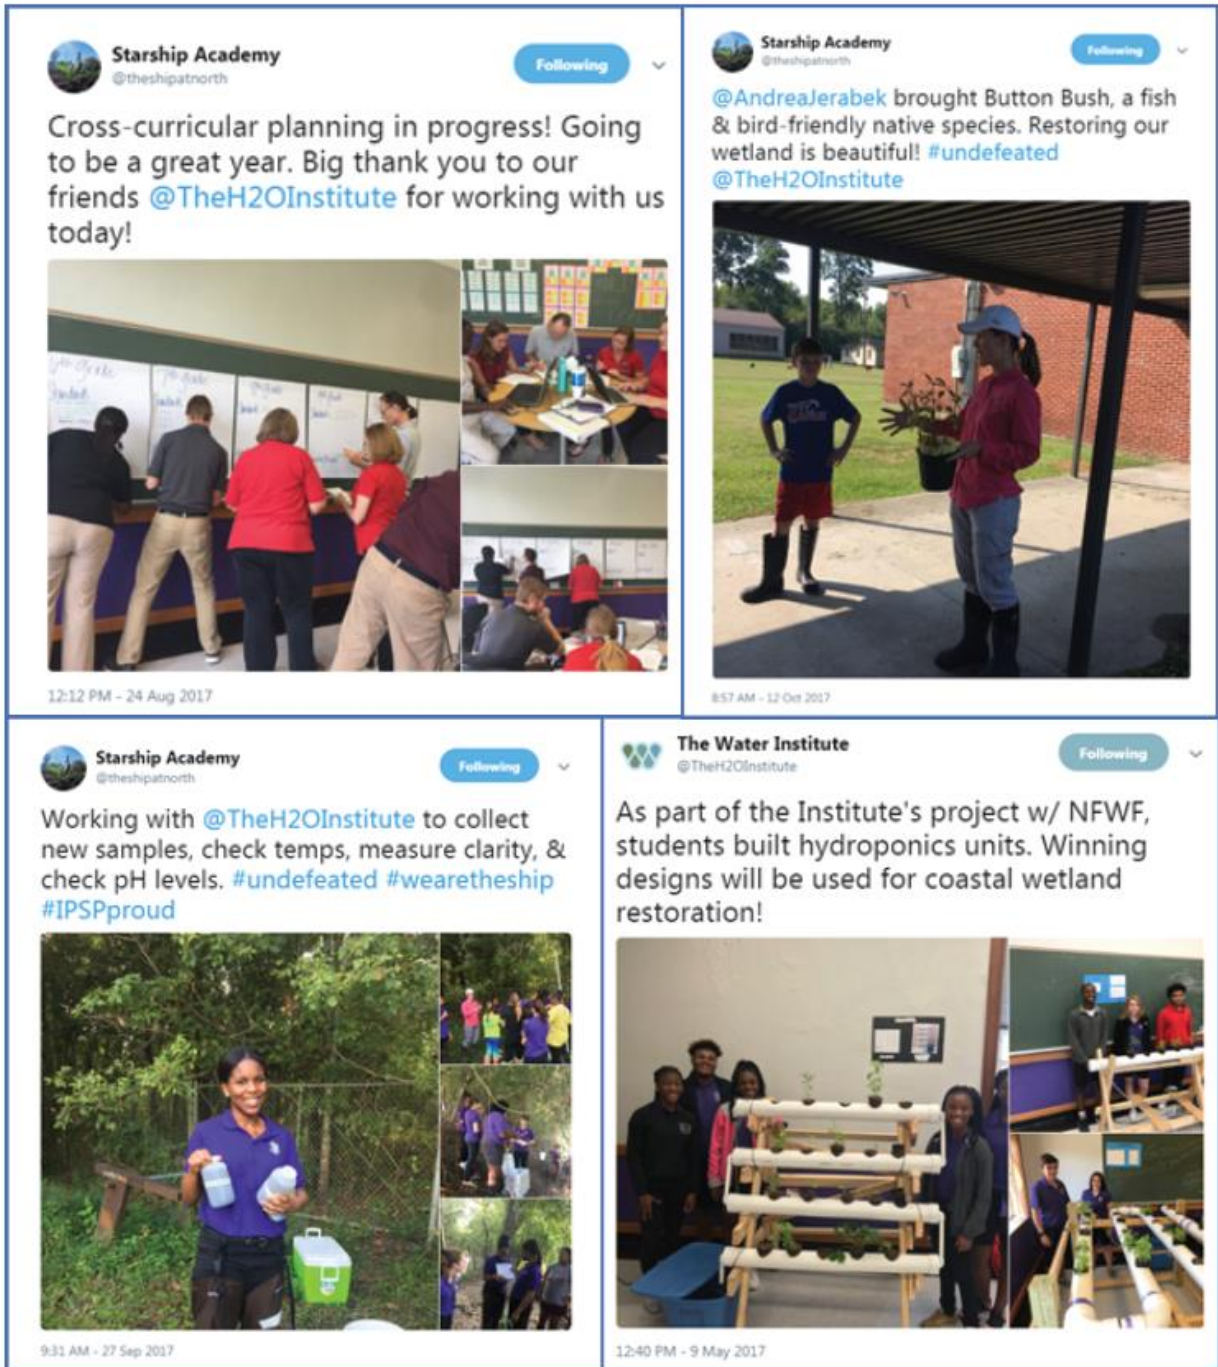 Starship Academy
@theshipatnorth
Following
Cross-curricular planning in progress! Going
to be a great year. Big thank you to our
friends @TheH2OInstitute for working with us
today!
12:12 PM - 24 Aug 2017
Starship Academy
@theshipatnorth
Following
@AndreaJerabek brought Button Bush, a fish
& bird-friendly native species. Restoring our
wetland is beautiful! #undefeated
@TheH2OInstitute
8:57 AM - 12 Oct 2017
Starship Academy
@theshipatnorth
Following
Working with @TheH2OInstitute to collect
new samples, check temps, measure clarity, &
check pH levels. #undefeated #wearetheship
#IPSPproud
9:31 AM - 27 Sep 2017
The Water Institute
@TheH2OInstitute
Following
As part of the Institute's project w/ NFWF,
students built hydroponics units. Winning
designs will be used for coastal wetland
restoration!
12:40 PM - 9 May 2017